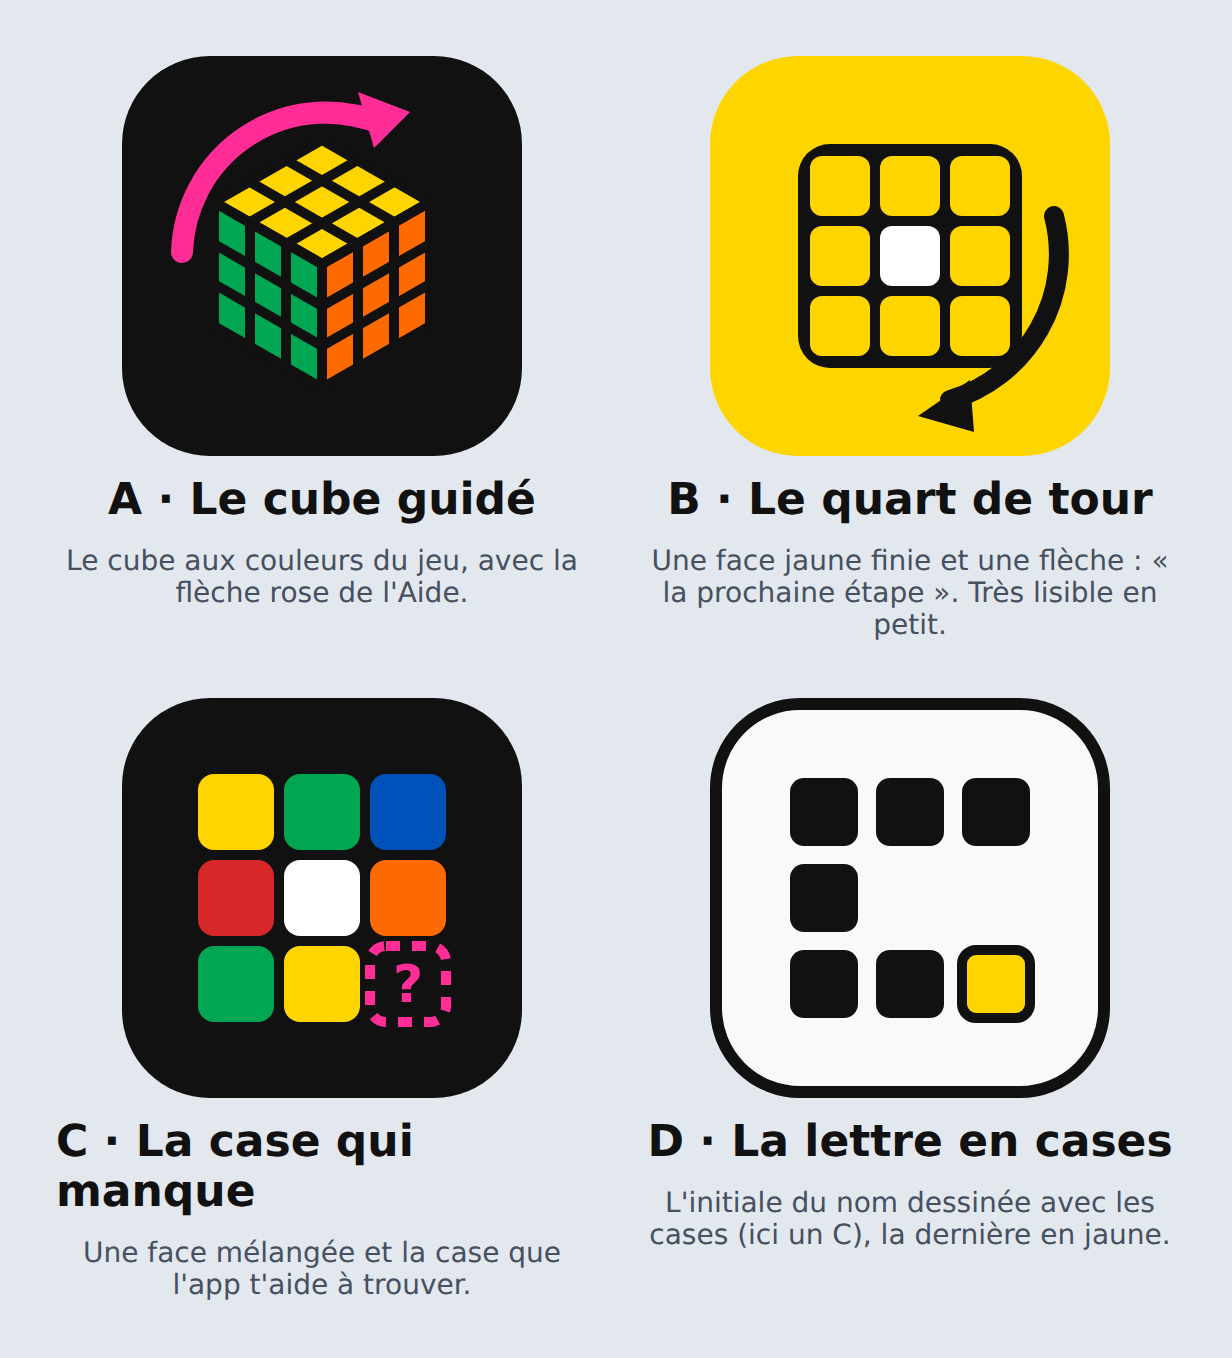 A · Le cube guidé
Le cube aux couleurs du jeu, avec la
flèche rose de l'Aide.
B · Le quart de tour
Une face jaune finie et une flèche : «
la prochaine étape ». Très lisible en
petit.
?
C · La case qui
manque
Une face mélangée et la case que
l'app t'aide à trouver.
D · La lettre en cases
L'initiale du nom dessinée avec les
cases (ici un C), la dernière en jaune.